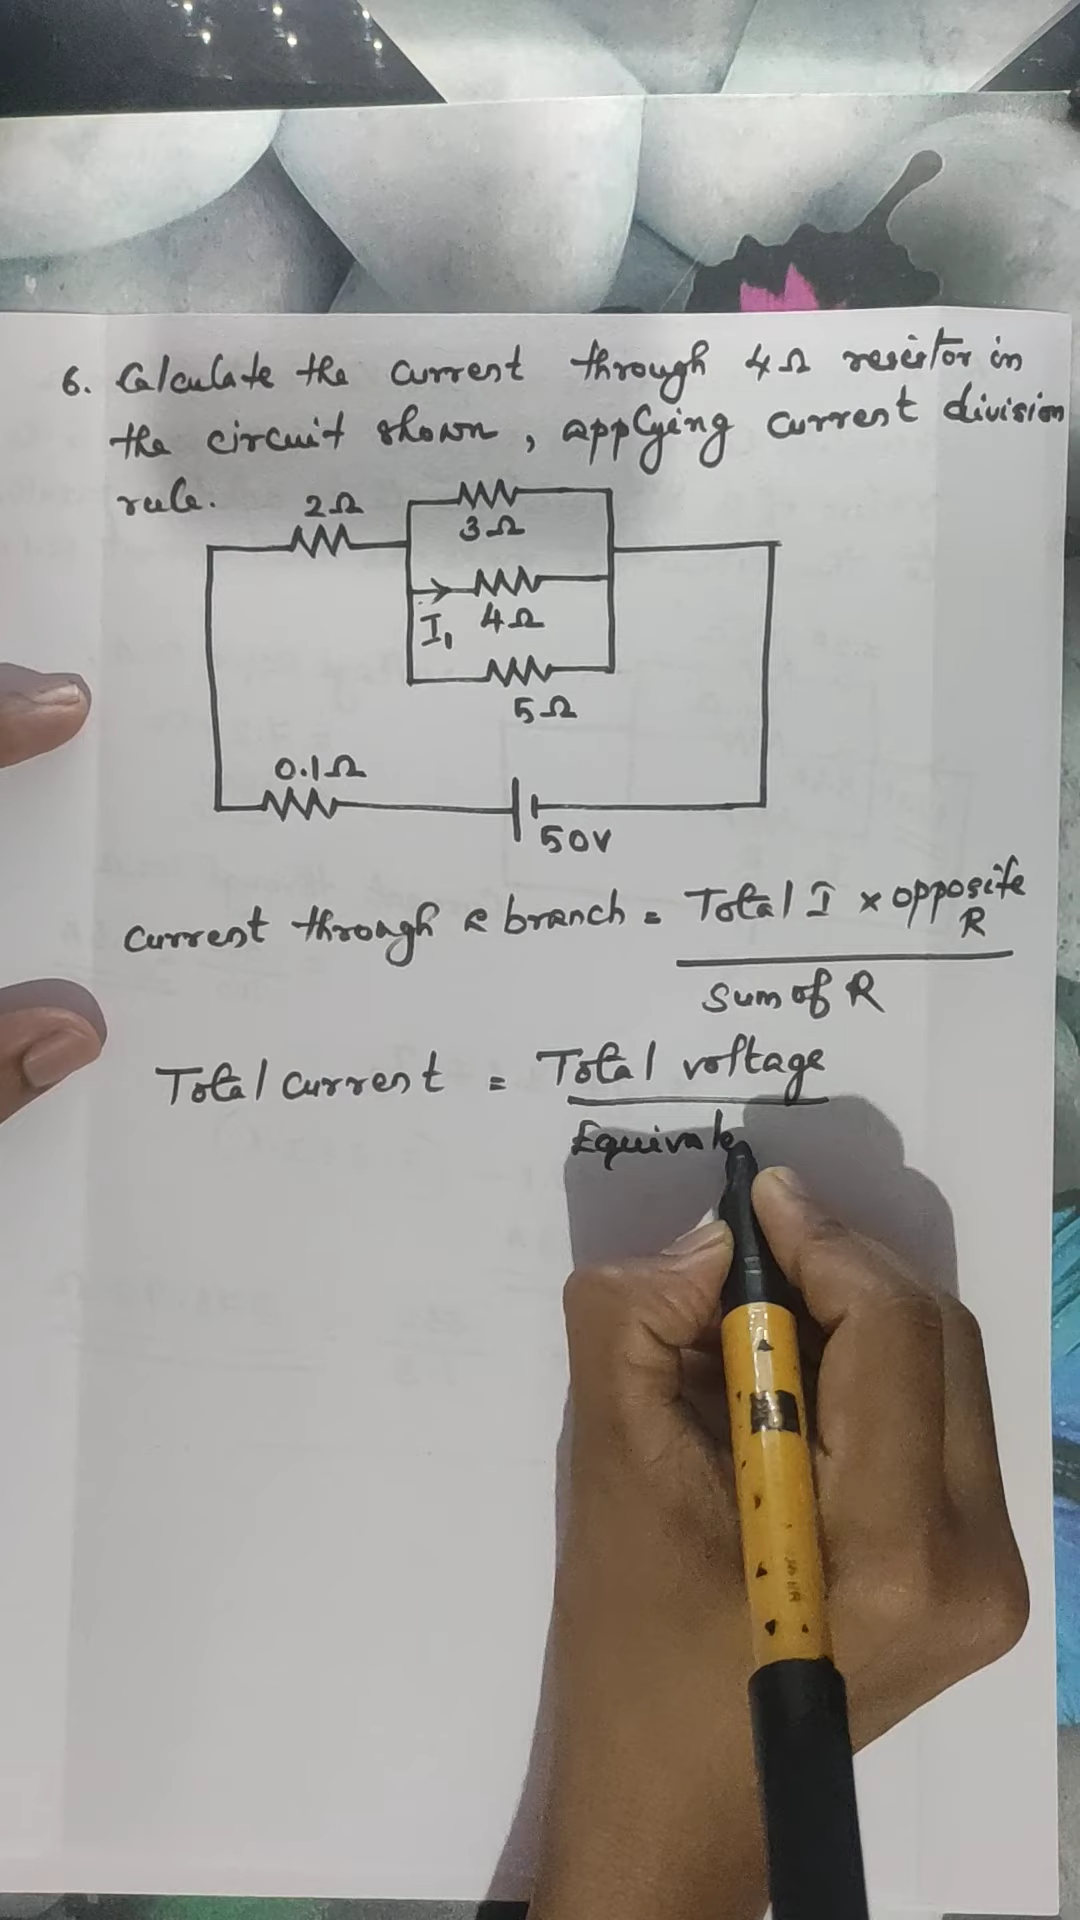 6. Calculate the current through 4Ω resistor in
the circuit shown, applying current division
rule.
2Ω
3Ω
I₁ 4Ω
5Ω
0.1Ω
50V
current through a branch = Total I × opposite R
Sum of R
Total current = Total voltage
Equivale